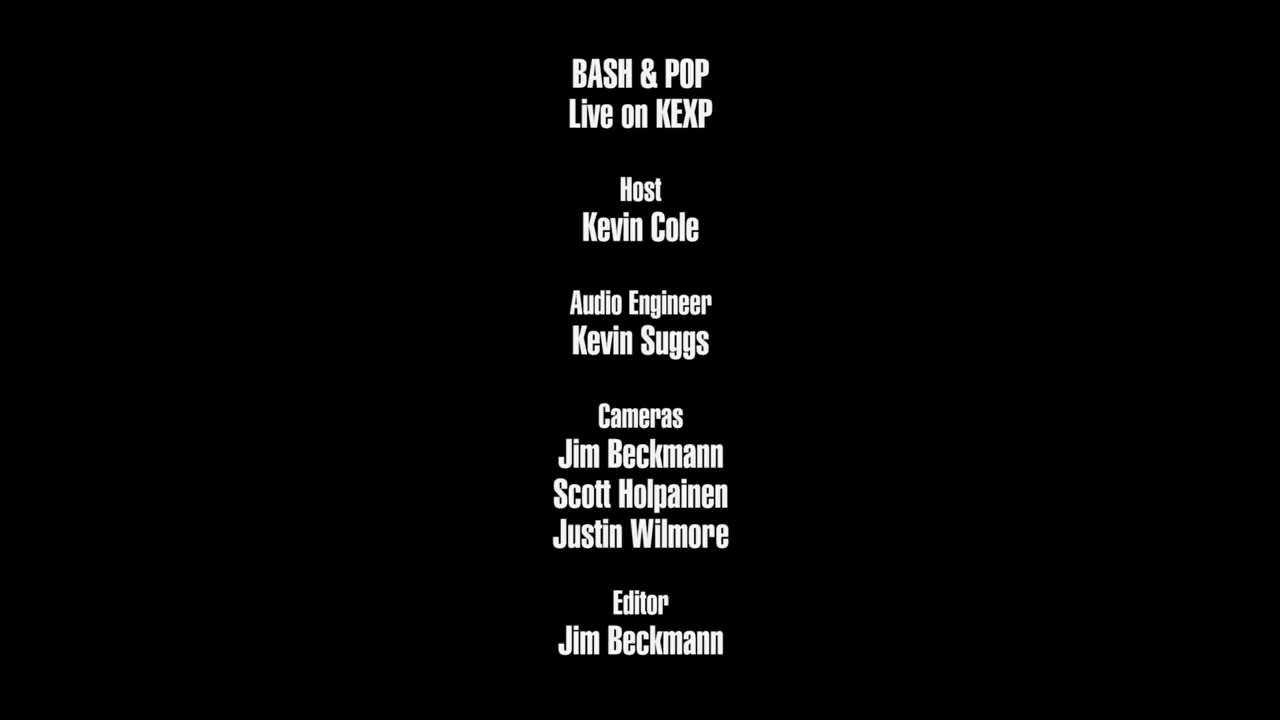 BASH & POP
Live on KEXP
Host
Kevin Cole
Audio Engineer
Kevin Suggs
Cameras
Jim Beckmann
Scott Holpainen
Justin Wilmore
Editor
Jim Beckmann